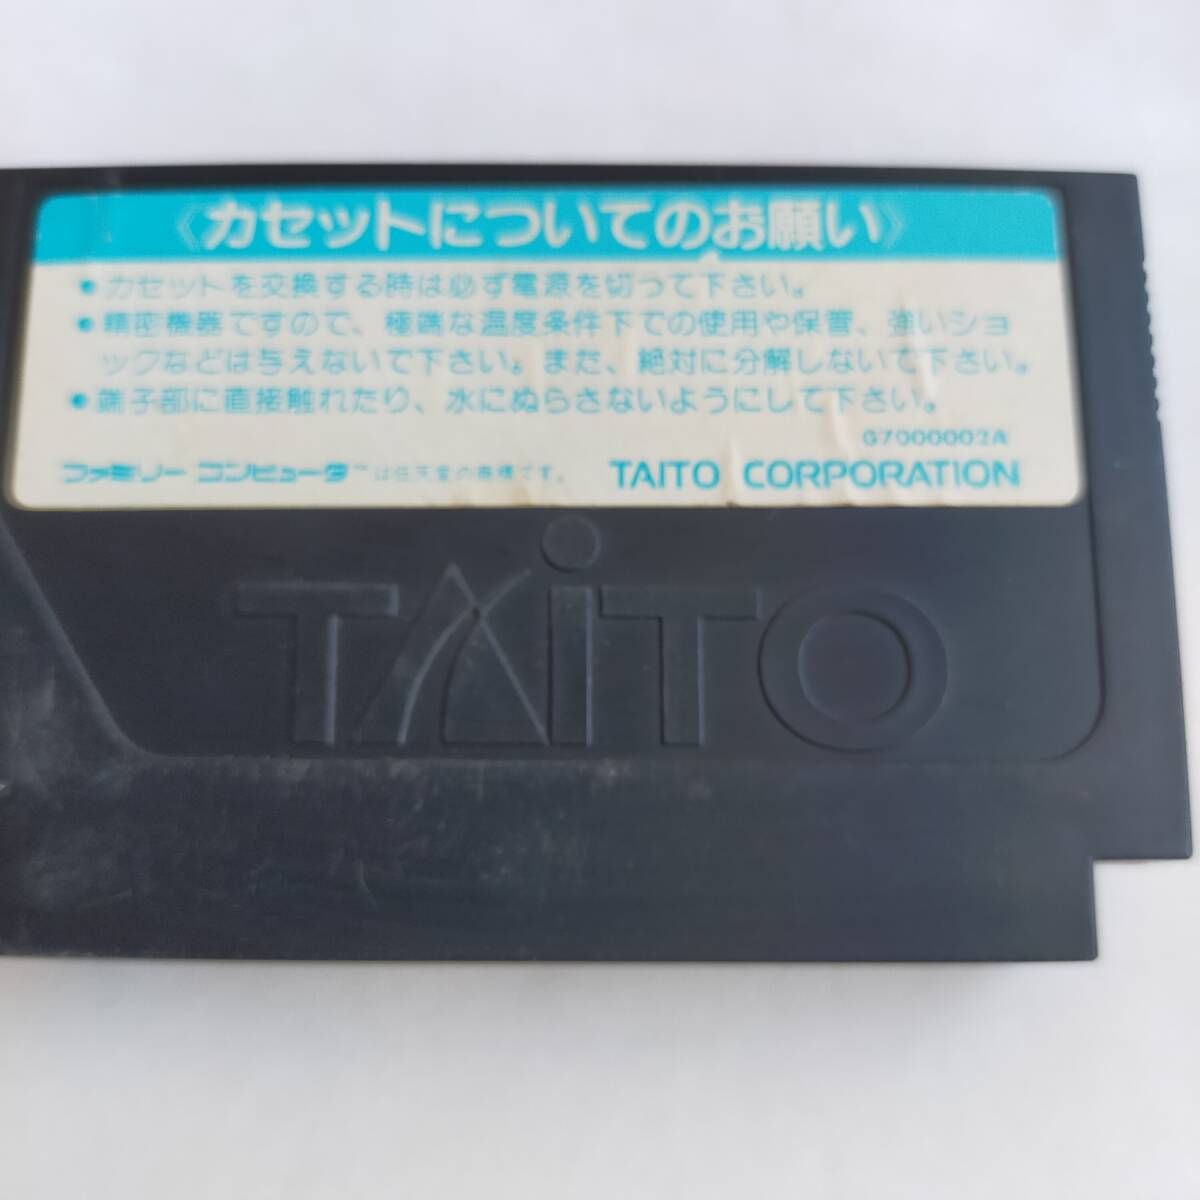 《カセットについてのお願い》
●カセットを交換する時は必ず電源を切って下さい。
●精密機器ですので、極端な温度条件下での使用や保管、強いショ
ックなどは与えないで下さい。また、絶対に分解しないで下さい。
●端子部に直接触れたり、水にぬらさないようにして下さい。
G7000002A
ファミリー コンピュータ™は任天堂の商標です。 TAITO CORPORATION
TAITO